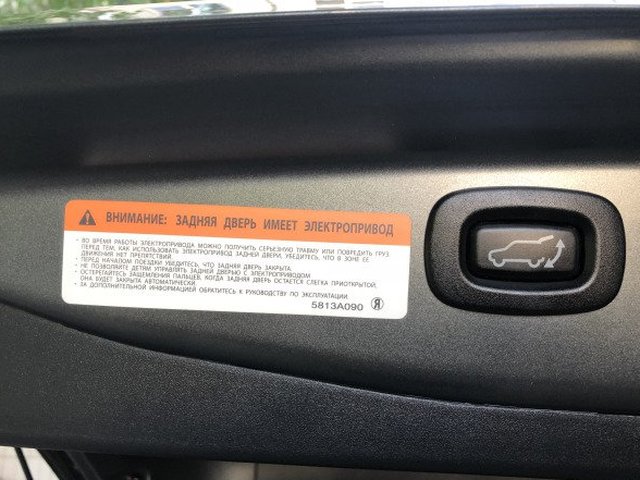 ВНИМАНИЕ: ЗАДНЯЯ ДВЕРЬ ИМЕЕТ ЭЛЕКТРОПРИВОД
• ВО ВРЕМЯ РАБОТЫ ЭЛЕКТРОПРИВОДА МОЖНО ПОЛУЧИТЬ СЕРЬЕЗНУЮ ТРАВМУ ИЛИ ПОВРЕДИТЬ ГРУЗ.
ПЕРЕД ТЕМ, КАК ИСПОЛЬЗОВАТЬ ЭЛЕКТРОПРИВОД ЗАДНЕЙ ДВЕРИ, УБЕДИТЕСЬ, ЧТО В ЗОНЕ ЕЕ
ДВИЖЕНИЯ НЕТ ПРЕПЯТСТВИЙ.
• ПЕРЕД НАЧАЛОМ ПОЕЗДКИ УБЕДИТЕСЬ, ЧТО ЗАДНЯЯ ДВЕРЬ ЗАКРЫТА.
• НЕ ПОЗВОЛЯЙТЕ ДЕТЯМ УПРАВЛЯТЬ ЗАДНЕЙ ДВЕРЬЮ С ЭЛЕКТРОПРИВОДОМ.
• ОСТЕРЕГАЙТЕСЬ ЗАЩЕМЛЕНИЯ ПАЛЬЦЕВ, КОГДА ЗАДНЯЯ ДВЕРЬ ОСТАЕТСЯ СЛЕГКА ПРИОТКРЫТОЙ,
ОНА БУДЕТ ЗАКРЫТА АВТОМАТИЧЕСКИ.
• ЗА ДОПОЛНИТЕЛЬНОЙ ИНФОРМАЦИЕЙ ОБРАТИТЕСЬ К РУКОВОДСТВУ ПО ЭКСПЛУАТАЦИИ.
5813A090 Ⓡ